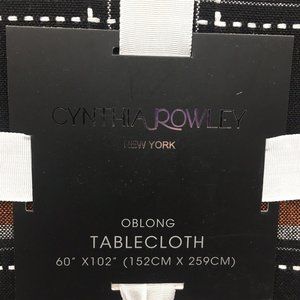 CYNTHIA ROWLEY
NEW YORK
OBLONG
TABLECLOTH
60" X102" (152CM X 259CM)